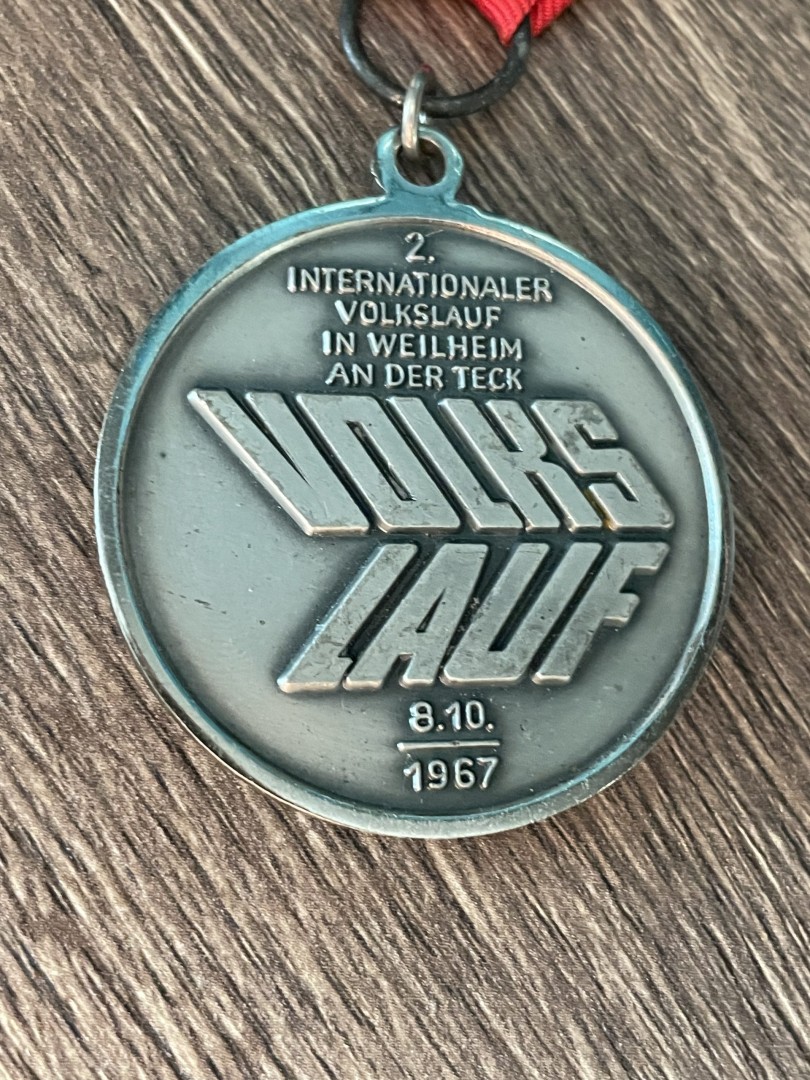 2.
INTERNATIONALER
VOLKSLAUF
IN WEILHEIM
AN DER TECK
VOLKS
LAUF
8.10.
1967